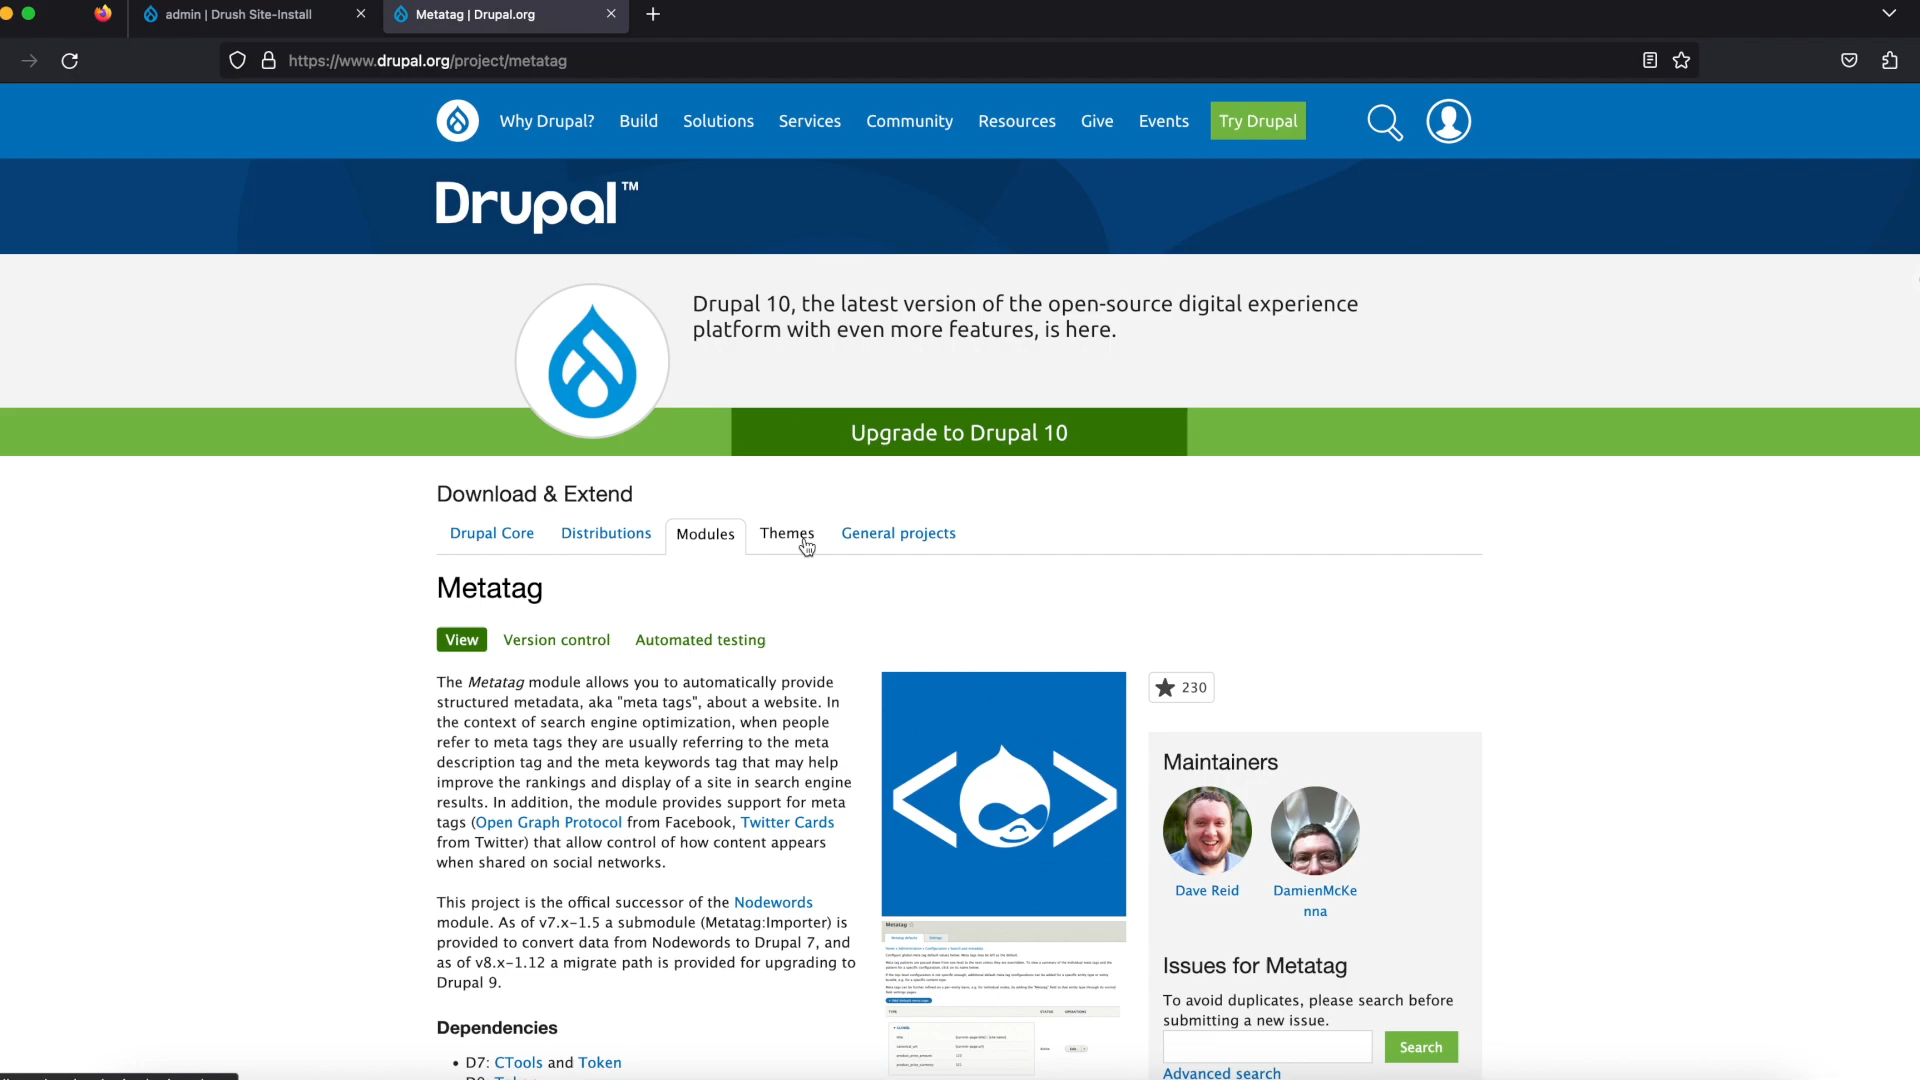 admin | Drush Site-Install
Metatag | Drupal.org
https://www.drupal.org/project/metatag
Why Drupal? Build Solutions Services Community Resources Give Events Try Drupal
Drupal™
Drupal 10, the latest version of the open-source digital experience
platform with even more features, is here.
Upgrade to Drupal 10
Download & Extend
Drupal Core Distributions Modules Themes General projects
Metatag
View Version control Automated testing
The Metatag module allows you to automatically provide
structured metadata, aka "meta tags", about a website. In
the context of search engine optimization, when people
refer to meta tags they are usually referring to the meta
description tag and the meta keywords tag that may help
improve the rankings and display of a site in search engine
results. In addition, the module provides support for meta
tags (Open Graph Protocol from Facebook, Twitter Cards
from Twitter) that allow control of how content appears
when shared on social networks.
This project is the offical successor of the Nodewords
module. As of v7.x-1.5 a submodule (Metatag:Importer) is
provided to convert data from Nodewords to Drupal 7, and
as of v8.x-1.12 a migrate path is provided for upgrading to
Drupal 9.
Dependencies
• D7: CTools and Token
Metatag
230
Maintainers
Dave Reid
DamienMcKe
nna
Issues for Metatag
To avoid duplicates, please search before
submitting a new issue.
Search
Advanced search